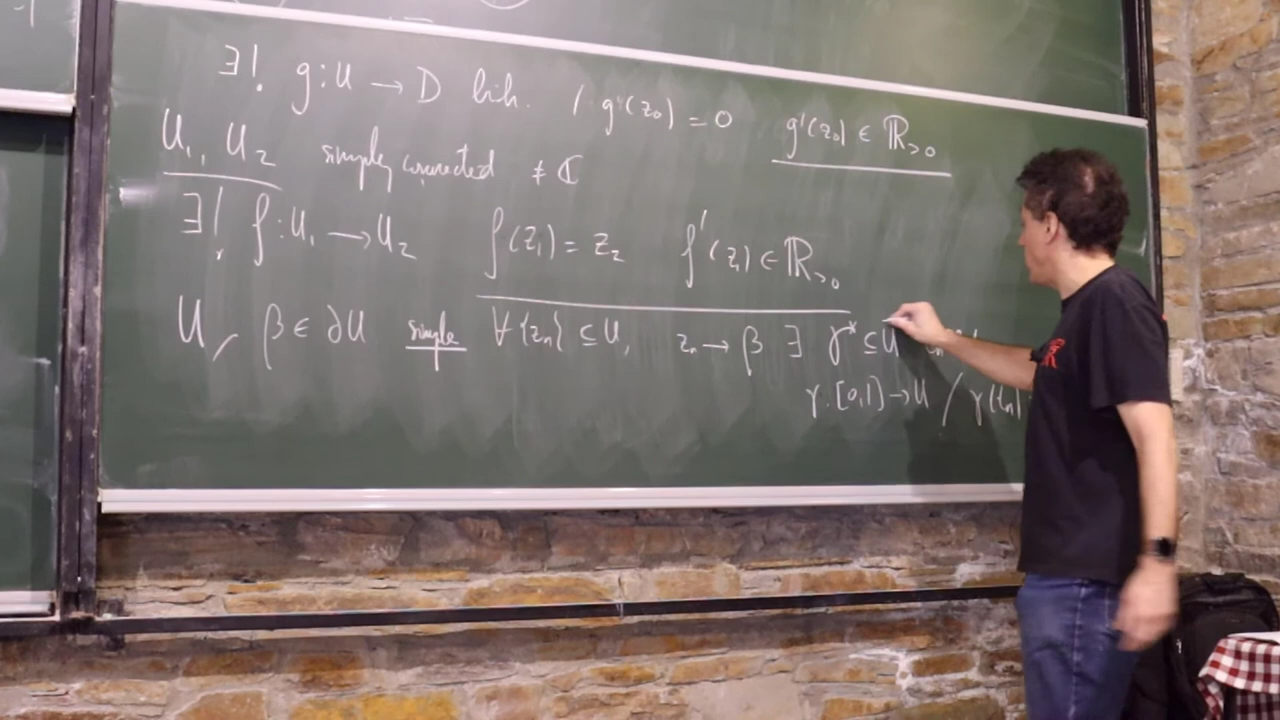 ∃! g: U → D bih. / g'(z₀) = 0 g'(z₀) ∈ ℝ>₀
U₁, U₂ simply connected ≠ ℂ
∃! f: U₁ → U₂ f(z₁) = z₂ f'(z₁) ∈ ℝ>₀
U, β ∈ ∂U simple ∀{zₙ} ⊆ U, zₙ → β ∃ γ* ⊆ U
γ: [0,1) → U / γ(tₙ)